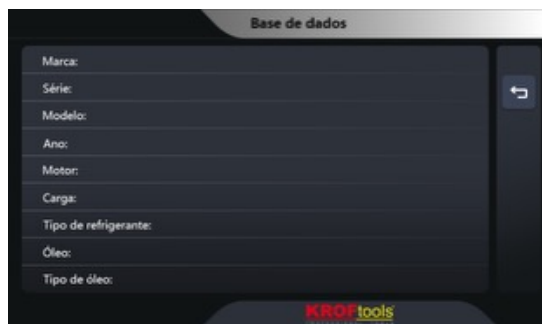 Base de dados
Marca:
Série:
Modelo:
Ano:
Motor:
Carga:
Tipo de refrigerante:
Óleo:
Tipo de óleo:
KROFtools